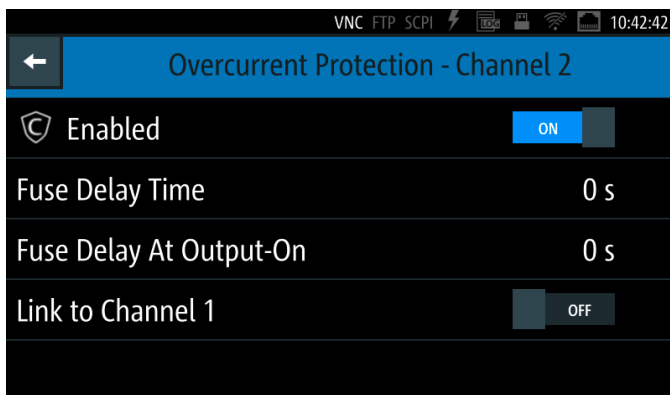 VNC FTP SCPI LOG 10:42:42
Overcurrent Protection - Channel 2
C Enabled ON
Fuse Delay Time 0 s
Fuse Delay At Output-On 0 s
Link to Channel 1 OFF